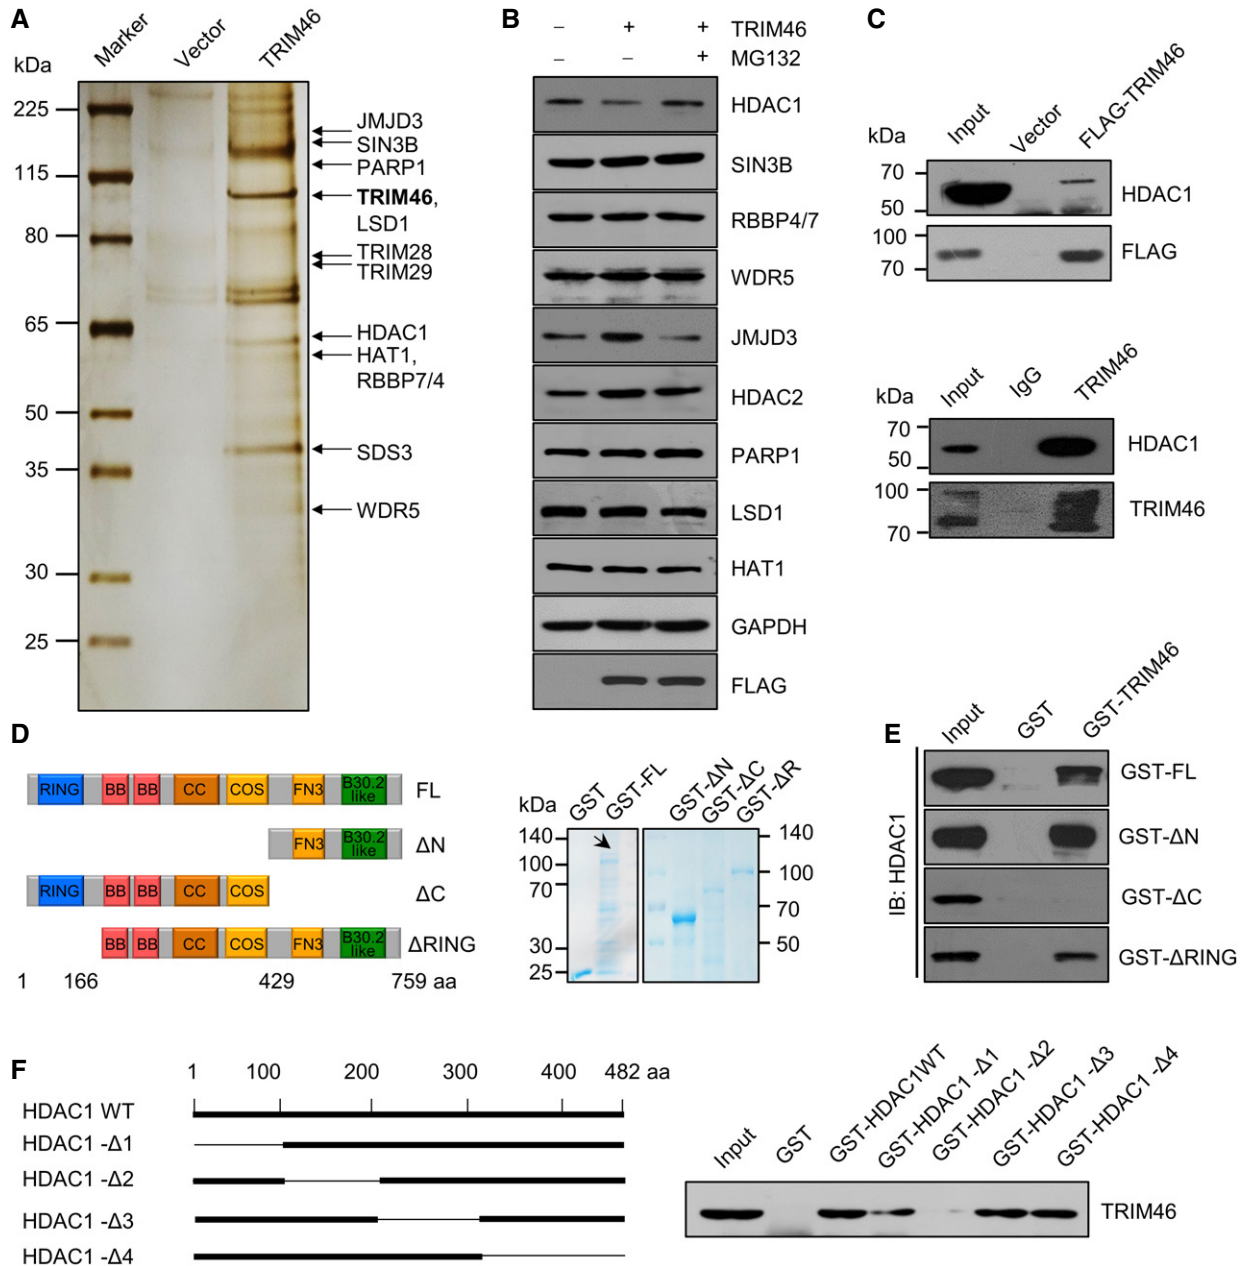 A
Marker
Vector
TRIM46
kDa
225
115
80
65
50
35
30
25
JMJD3
SIN3B
PARP1
TRIM46,
LSD1
TRIM28
TRIM29
HDAC1
HAT1,
RBBP7/4
SDS3
WDR5
B
– + + TRIM46
– – + MG132
HDAC1
SIN3B
RBBP4/7
WDR5
JMJD3
HDAC2
PARP1
LSD1
HAT1
GAPDH
FLAG
C
kDa
Input
Vector
FLAG-TRIM46
70
50
HDAC1
100
70
FLAG
kDa
Input
IgG
TRIM46
70
50
HDAC1
100
70
TRIM46
D
RING BB BB CC COS FN3 B30.2 like FL
FN3 B30.2 like ΔN
RING BB BB CC COS ΔC
BB BB CC COS FN3 B30.2 like ΔRING
1 166 429 759 aa
kDa
GST
GST-FL
GST-ΔN
GST-ΔC
GST-ΔR
140
100
70
30
25
140
100
70
50
E
Input
GST
GST-TRIM46
IB: HDAC1
GST-FL
GST-ΔN
GST-ΔC
GST-ΔRING
F
1 100 200 300 400 482 aa
HDAC1 WT
HDAC1 -Δ1
HDAC1 -Δ2
HDAC1 -Δ3
HDAC1 -Δ4
Input
GST
GST-HDAC1WT
GST-HDAC1 -Δ1
GST-HDAC1 -Δ2
GST-HDAC1 -Δ3
GST-HDAC1 -Δ4
TRIM46